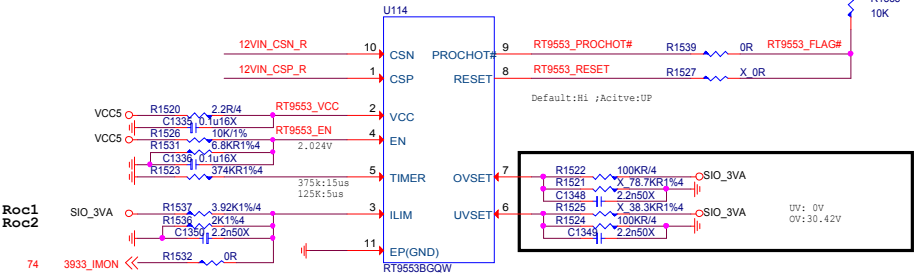 U114
R1538
10K
12VIN_CSN_R 10 CSN PROCHOT# 9 RT9553_PROCHOT# R1539 0R RT9553_FLAG#
12VIN_CSP_R 1 CSP RESET 8 RT9553_RESET R1527 X_0R
Default:Hi ;Acitve:UP
VCC5 R1520 2.2R/4 RT9553_VCC 2 VCC
C1335 0.1u16X
VCC5 R1526 10K/1% RT9553_EN 4 EN
R1531 6.8KR1%4 2.024V
C1336 0.1u16X
R1523 374KR1%4 5 TIMER OVSET 7 R1522 100KR/4 SIO_3VA
375k:15us
125K:5us
R1521 X_78.7KR1%4
C1348 2.2n50X
Roc1 SIO_3VA R1537 3.92K1%/4 3 ILIM UVSET 6 R1525 X_38.3KR1%4 SIO_3VA
UV: 0V
OV:30.42V
Roc2 R1536 2K1%4
R1524 100KR/4
C1350 2.2n50X
C1349 2.2n50X
11 EP(GND)
74 3933_IMON R1532 0R
RT9553BGQW